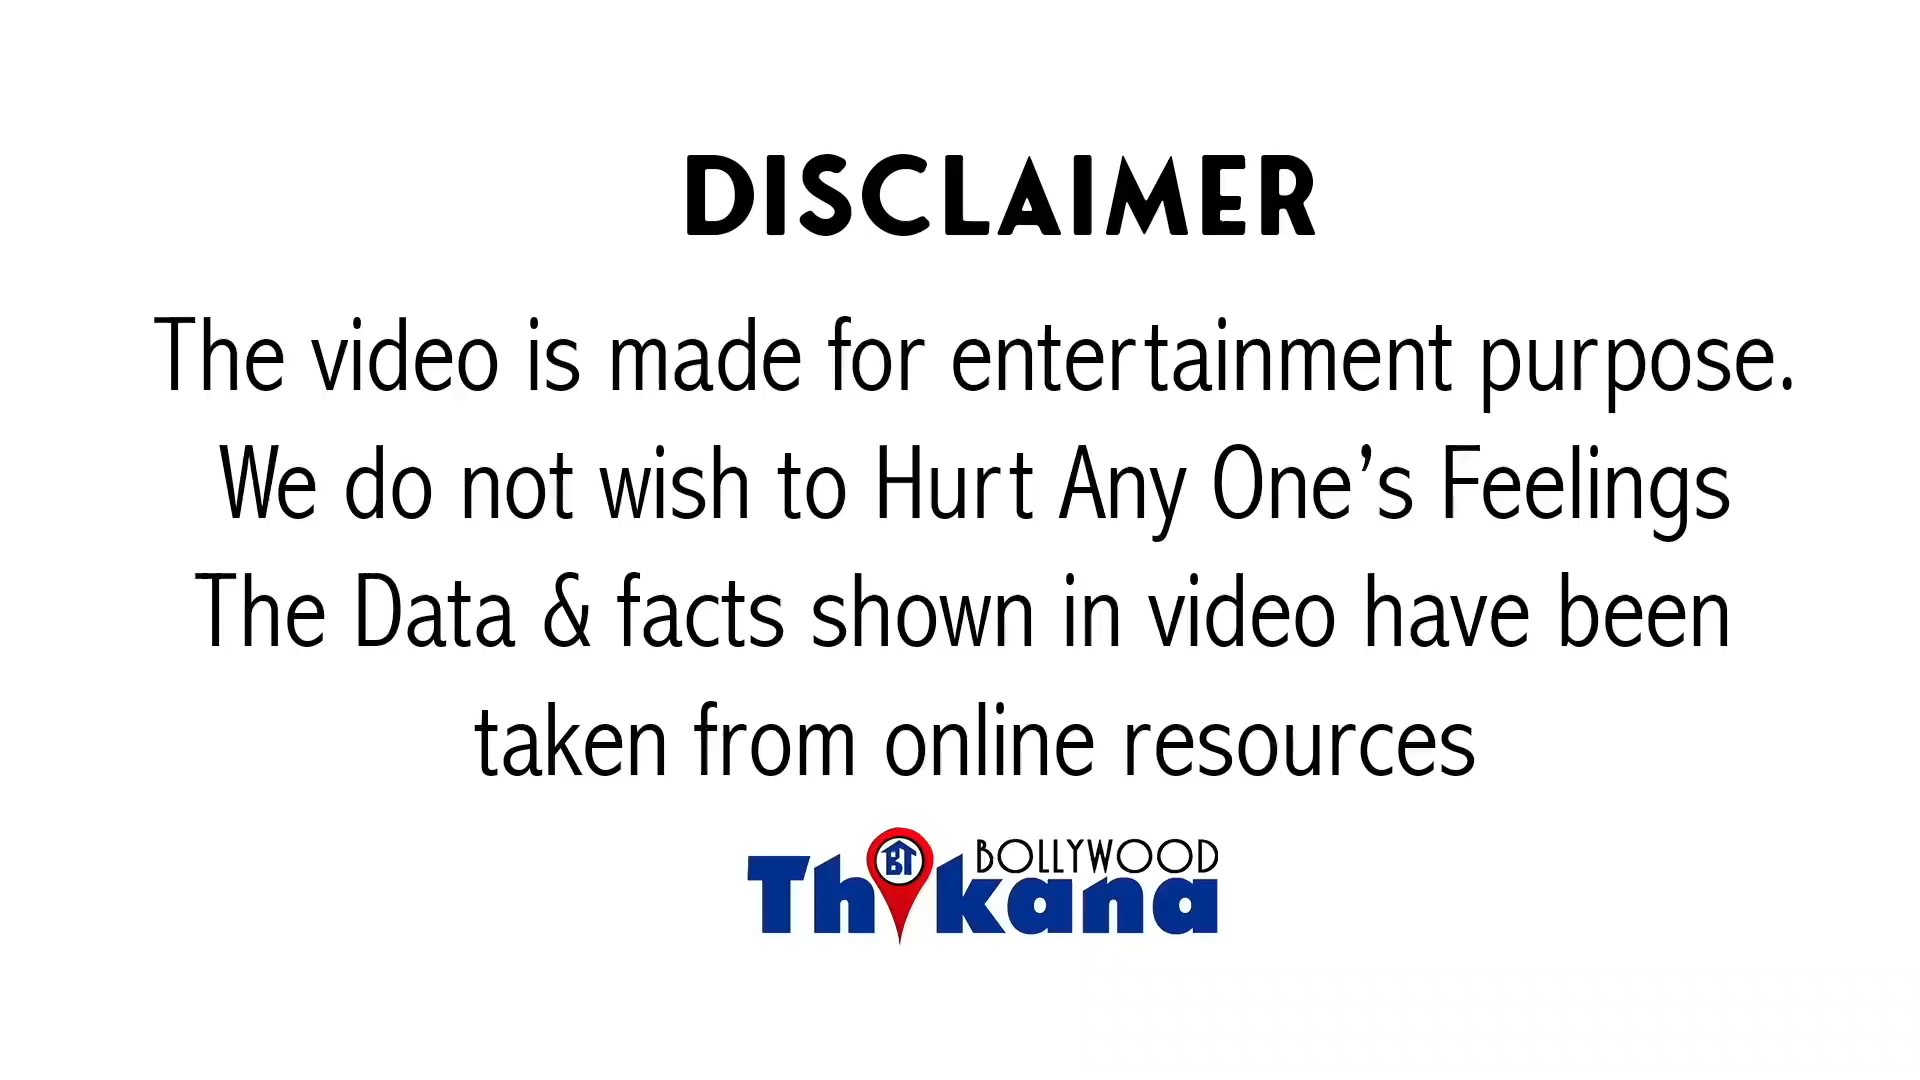 DISCLAIMER
The video is made for entertainment purpose.
We do not wish to Hurt Any One’s Feelings
The Data & facts shown in video have been
taken from online resources
BT
BOLLYWOOD
Thikana